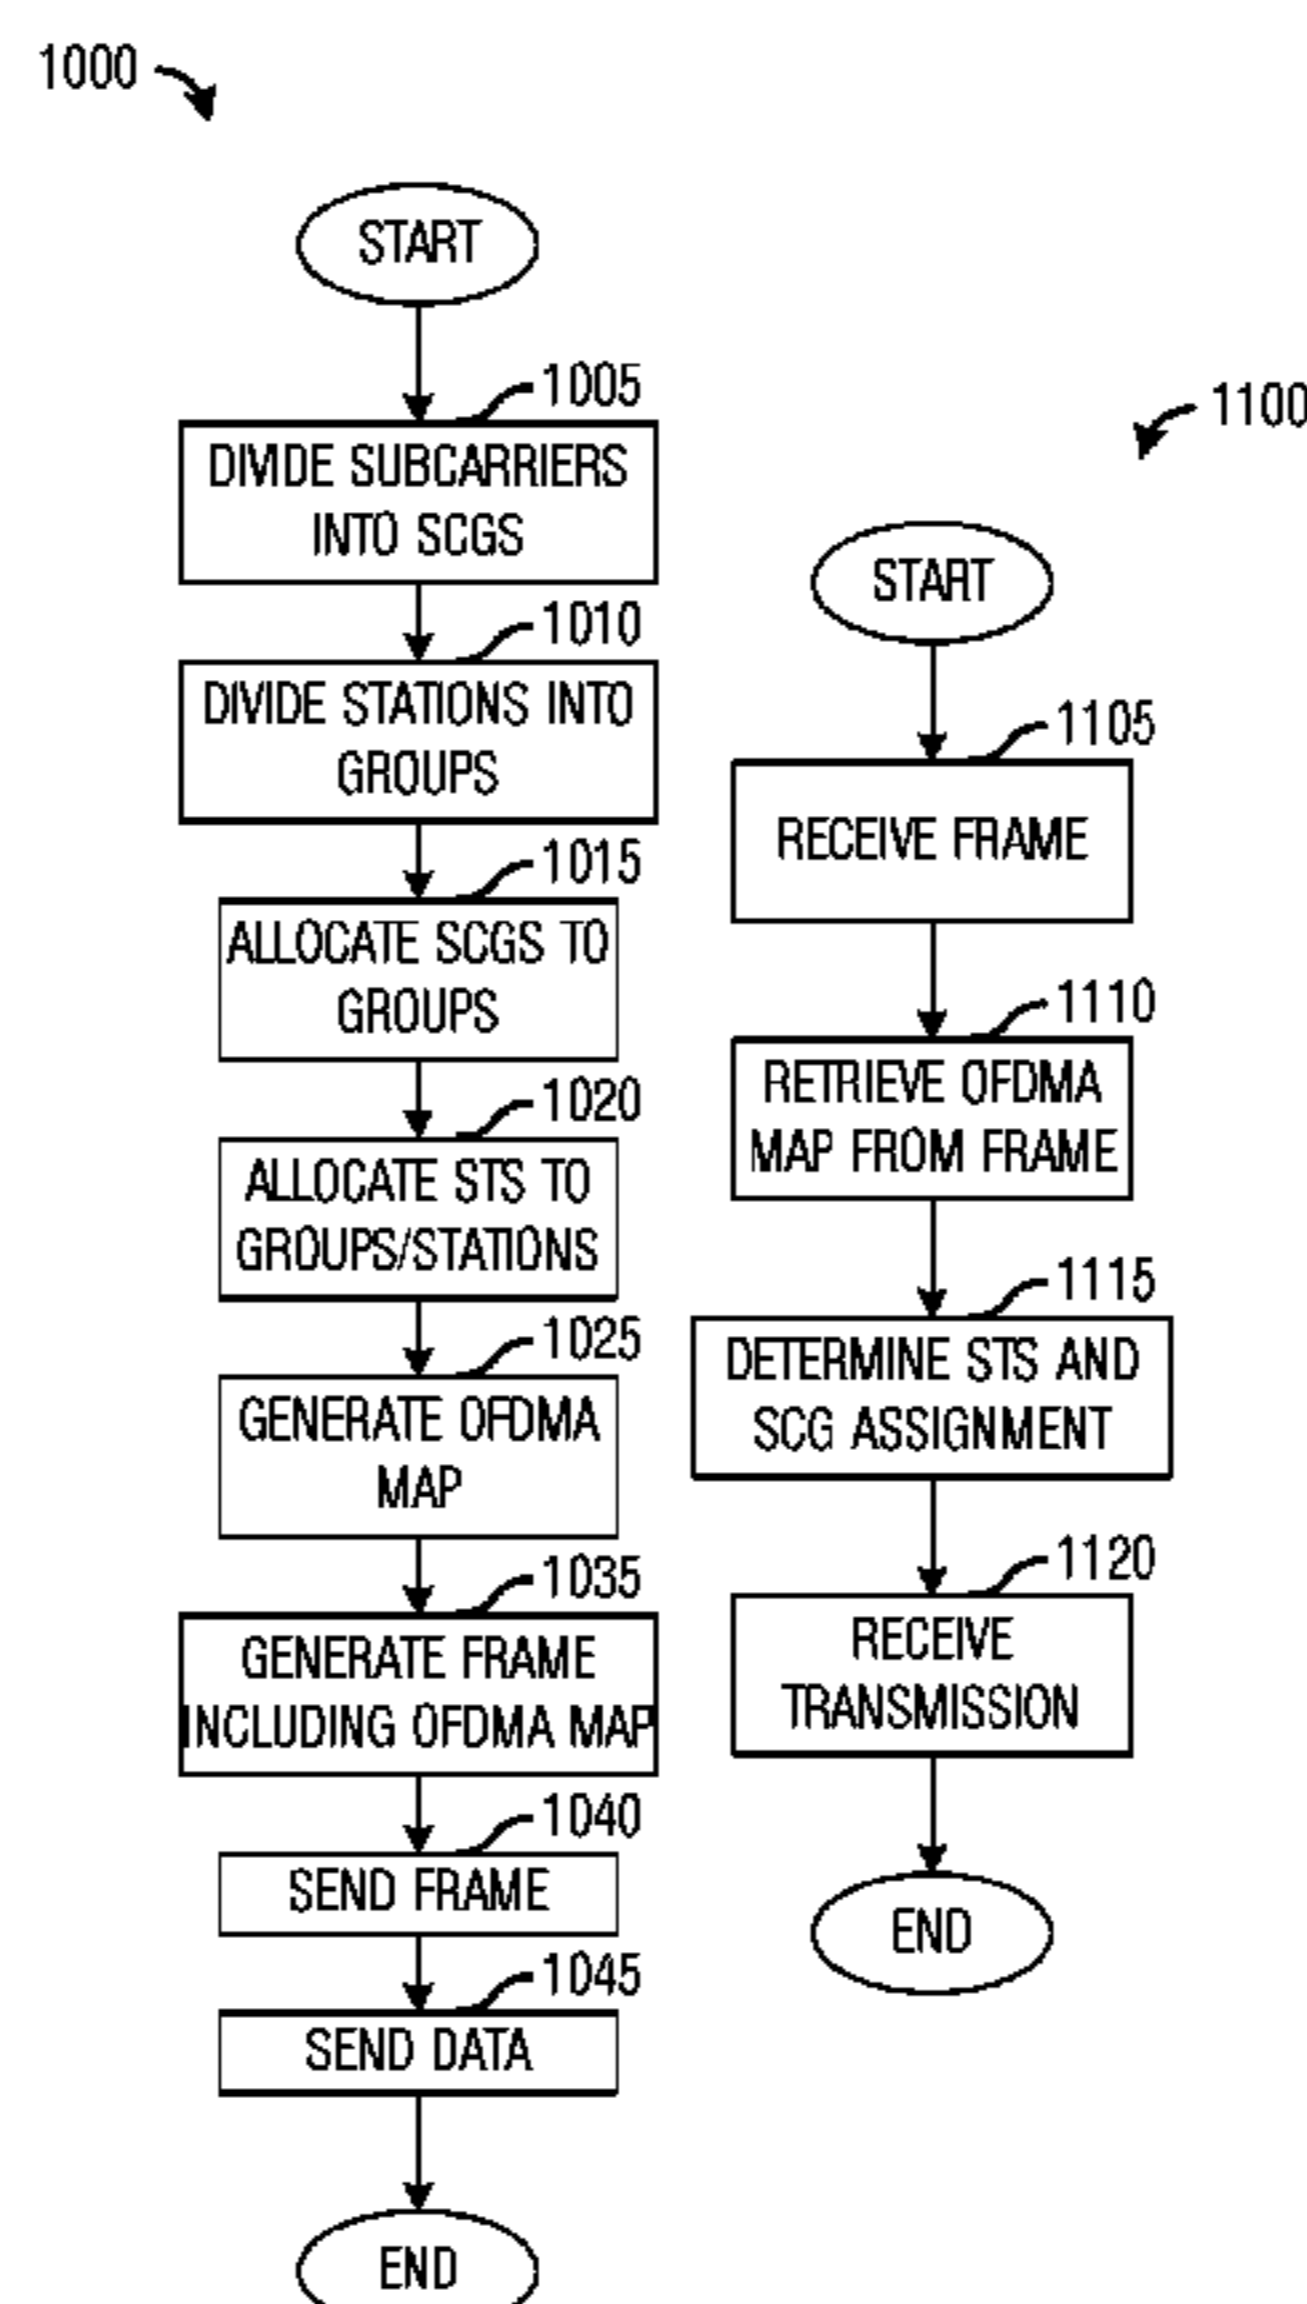 1000
START
1005
DIVIDE SUBCARRIERS
INTO SCGS
1010
DIVIDE STATIONS INTO
GROUPS
1015
ALLOCATE SCGS TO
GROUPS
1020
ALLOCATE STS TO
GROUPS/STATIONS
1025
GENERATE OFDMA
MAP
1035
GENERATE FRAME
INCLUDING OFDMA MAP
1040
SEND FRAME
1045
SEND DATA
END
1100
START
1105
RECEIVE FRAME
1110
RETRIEVE OFDMA
MAP FROM FRAME
1115
DETERMINE STS AND
SCG ASSIGNMENT
1120
RECEIVE
TRANSMISSION
END